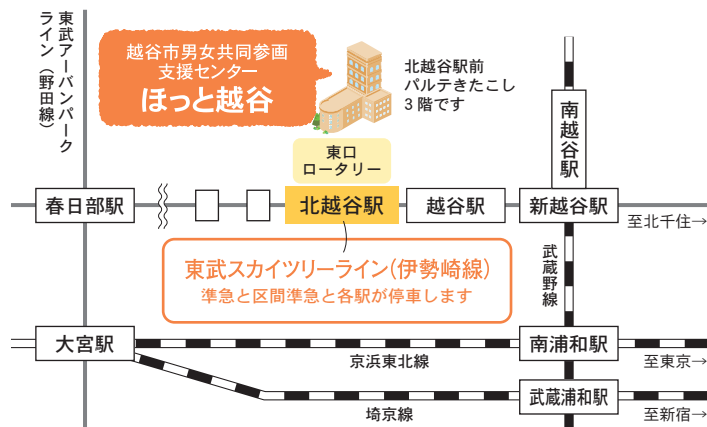 東武アーバンパーク
ライン（野田線）
越谷市男女共同参画
支援センター
ほっと越谷
北越谷駅前
パルテきたこし
3階です
東口
ロータリー
南越谷駅
春日部駅
北越谷駅
越谷駅
新越谷駅
至北千住→
東武スカイツリーライン(伊勢崎線)
準急と区間準急と各駅が停車します
武蔵野線
大宮駅
京浜東北線
南浦和駅
至東京→
埼京線
武蔵浦和駅
至新宿→